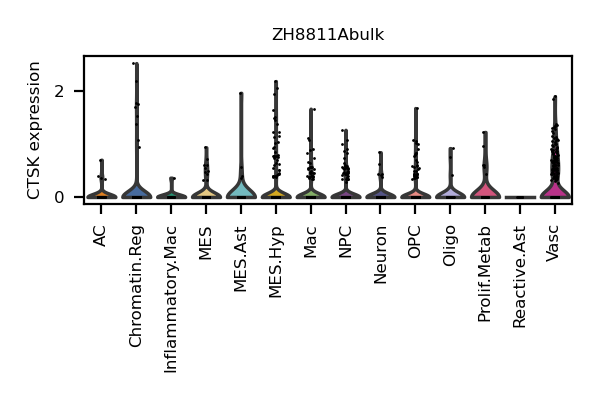 ZH8811Abulk
CTSK expression
2
0
AC
Chromatin.Reg
Inflammatory.Mac
MES
MES.Ast
MES.Hyp
Mac
NPC
Neuron
OPC
Oligo
Prolif.Metab
Reactive.Ast
Vasc